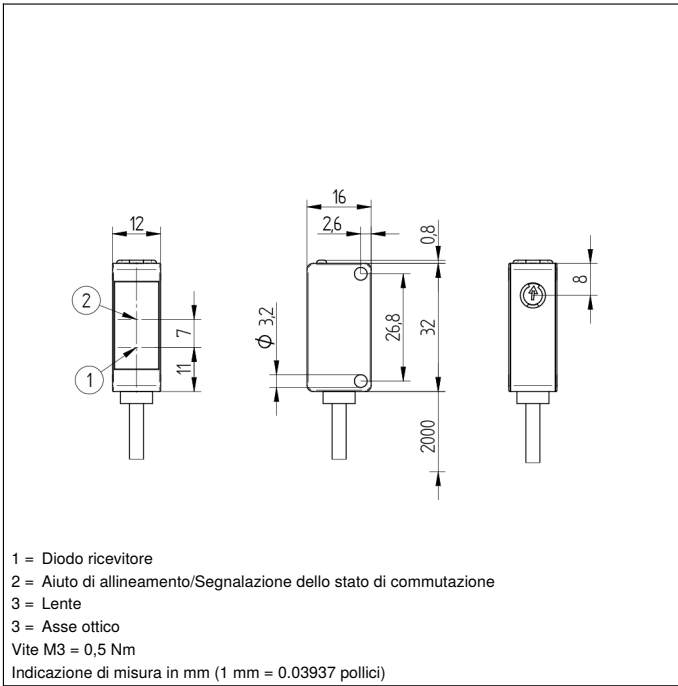 16
12
2,6
0,8
8
2
7
ϕ 3,2
26,8
32
1
11
2000
1 = Diodo ricevitore
2 = Aiuto di allineamento/Segnalazione dello stato di commutazione
3 = Lente
3 = Asse ottico
Vite M3 = 0,5 Nm
Indicazione di misura in mm (1 mm = 0.03937 pollici)